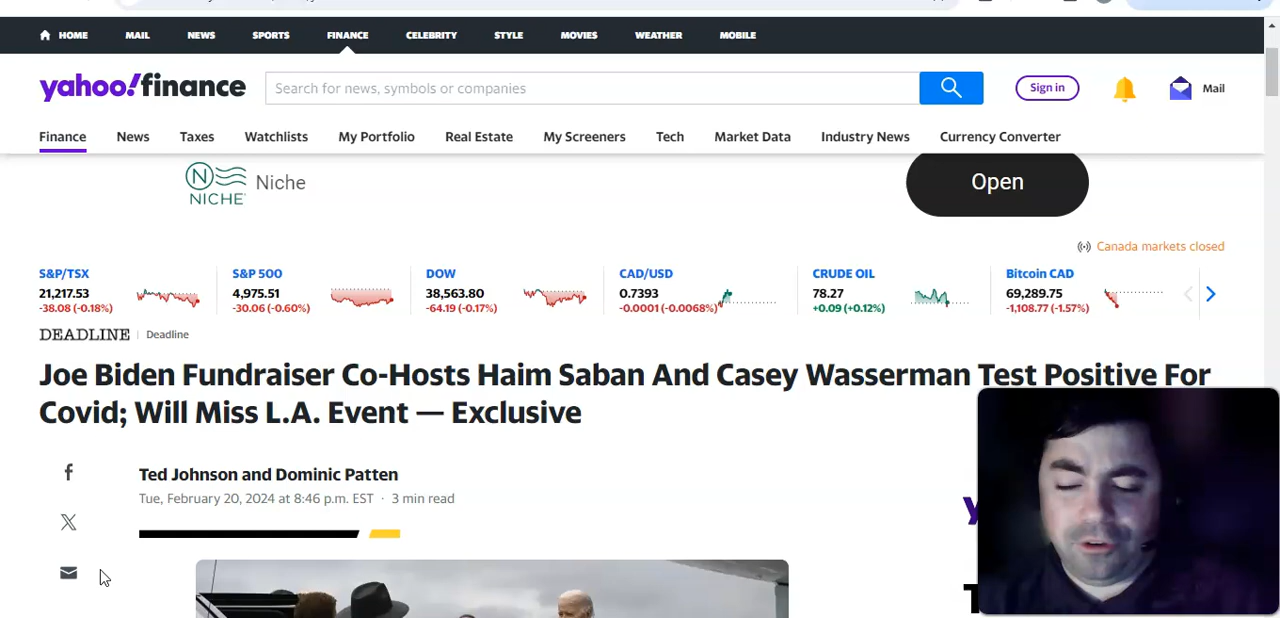 HOME MAIL NEWS SPORTS FINANCE CELEBRITY STYLE MOVIES WEATHER MOBILE
yahoo!finance Search for news, symbols or companies Sign in Mail
Finance News Taxes Watchlists My Portfolio Real Estate My Screeners Tech Market Data Industry News Currency Converter
N NICHE Niche Open
Canada markets closed
S&P/TSX S&P 500 DOW CAD/USD CRUDE OIL Bitcoin CAD
21,217.53 4,975.51 38,563.80 0.7393 78.27 69,289.75
-38.08 (-0.18%) -30.06 (-0.60%) -64.19 (-0.17%) -0.0001 (-0.0068%) +0.09 (+0.12%) -1,108.77 (-1.57%)
DEADLINE Deadline
Joe Biden Fundraiser Co-Hosts Haim Saban And Casey Wasserman Test Positive For
Covid; Will Miss L.A. Event — Exclusive
Ted Johnson and Dominic Patten
Tue, February 20, 2024 at 8:46 p.m. EST · 3 min read